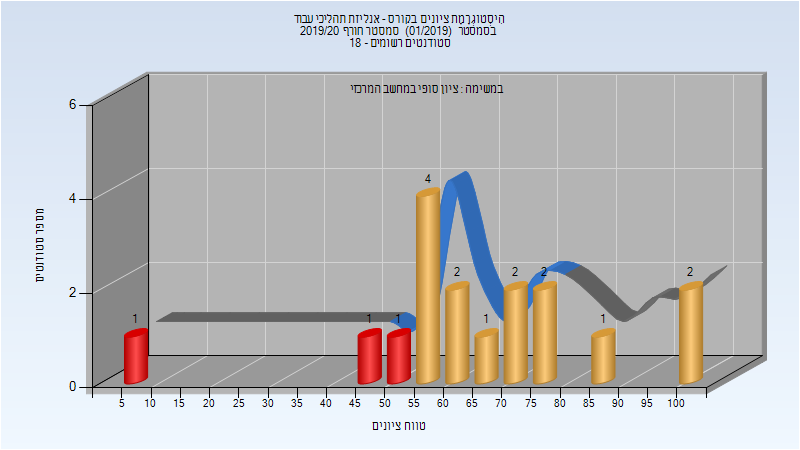 היסטוגרמת ציונים בקורס - אנליזת תהליכי עבוד
בסמסטר (01/2019) סמסטר חורף 2019/20
סטודנטים רשומים - 18
במשימה : ציון סופי במחשב המרכזי
מספר סטודנטים
6
4
2
0
1
1
1
4
2
1
2
2
1
2
5 10 15 20 25 30 35 40 45 50 55 60 65 70 75 80 85 90 95 100
טווח ציונים